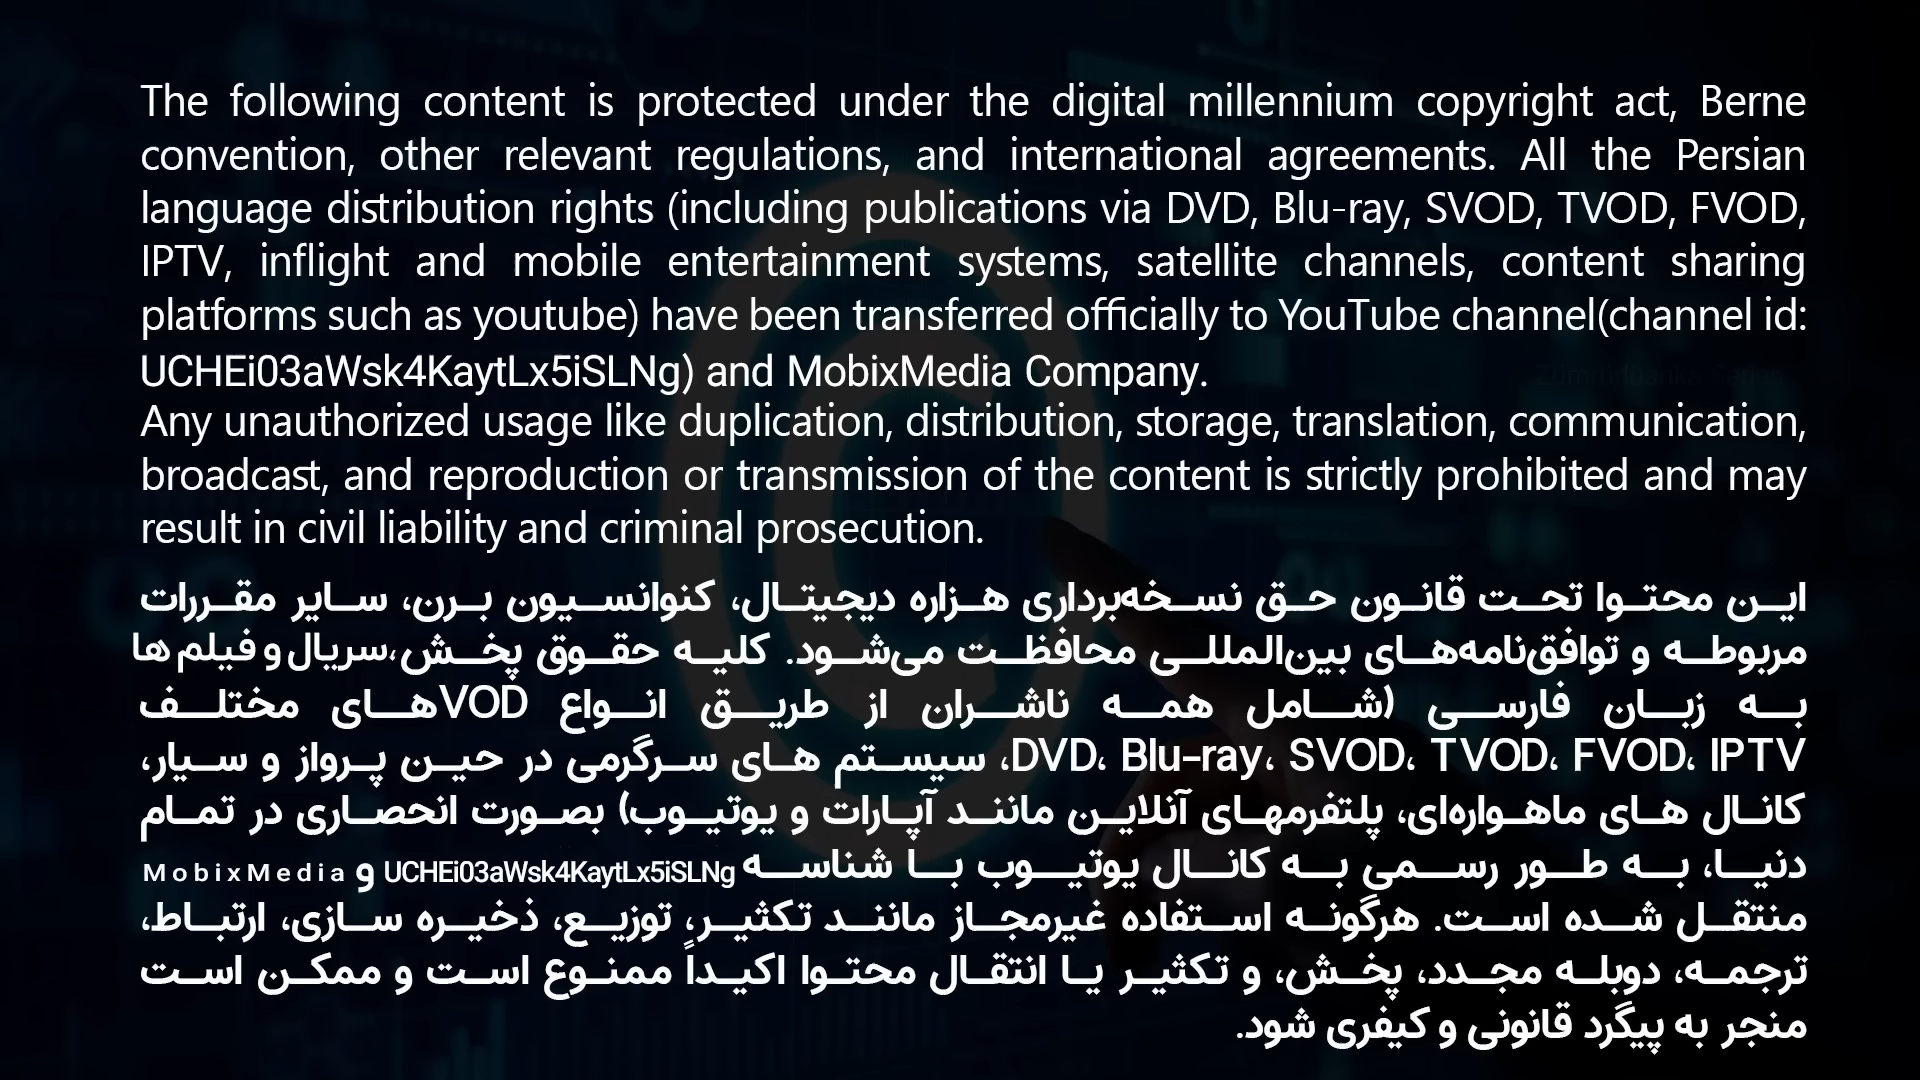 The following content is protected under the digital millennium copyright act, Berne
convention, other relevant regulations, and international agreements. All the Persian
language distribution rights (including publications via DVD, Blu-ray, SVOD, TVOD, FVOD,
IPTV, inflight and mobile entertainment systems, satellite channels, content sharing
platforms such as youtube) have been transferred officially to YouTube channel(channel id:
UCHEi03aWsk4KaytLx5iSLNg) and MobixMedia Company.
Any unauthorized usage like duplication, distribution, storage, translation, communication,
broadcast, and reproduction or transmission of the content is strictly prohibited and may
result in civil liability and criminal prosecution.
این محتوا تحت قانون حق نسخه‌برداری هزاره دیجیتال، کنوانسیون برن، سایر مقررات
مربوطه و توافق‌نامه‌های بین‌المللی محافظت می‌شود. کلیه حقوق پخش،سریال و فیلم ها
به زبان فارسی (شامل همه ناشران از طریق انواع VODهای مختلف
DVD، Blu-ray، SVOD، TVOD، FVOD، IPTV، سیستم های سرگرمی در حین پرواز و سیار،
کانال های ماهواره‌ای، پلتفرمهای آنلاین مانند آپارات و یوتیوب) بصورت انحصاری در تمام
دنیا، به طور رسمی به کانال یوتیوب با شناسه UCHEi03aWsk4KaytLx5iSLNg و MobixMedia
منتقل شده است. هرگونه استفاده غیرمجاز مانند تکثیر، توزیع، ذخیره سازی، ارتباط،
ترجمه، دوبله مجدد، پخش، و تکثیر یا انتقال محتوا اکیداً ممنوع است و ممکن است
منجر به پیگرد قانونی و کیفری شود.